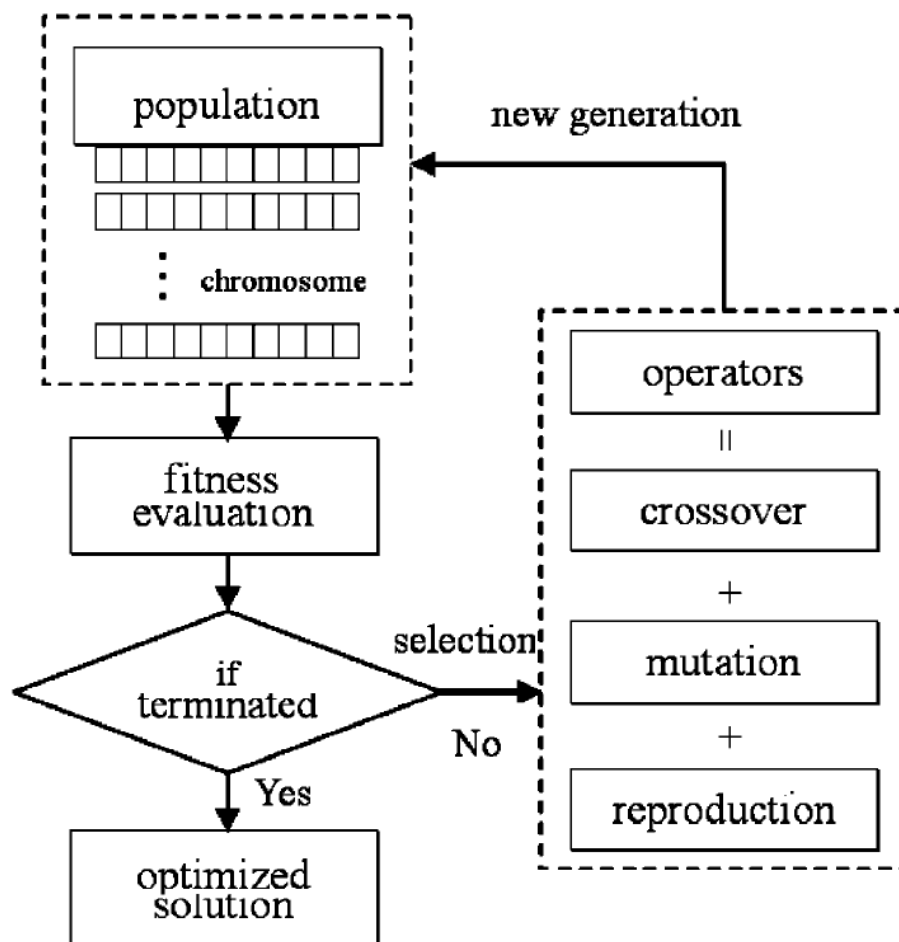 population
new generation
chromosome
operators
=
crossover
+
mutation
+
reproduction
fitness
evaluation
if
terminated
selection
No
Yes
optimized
solution